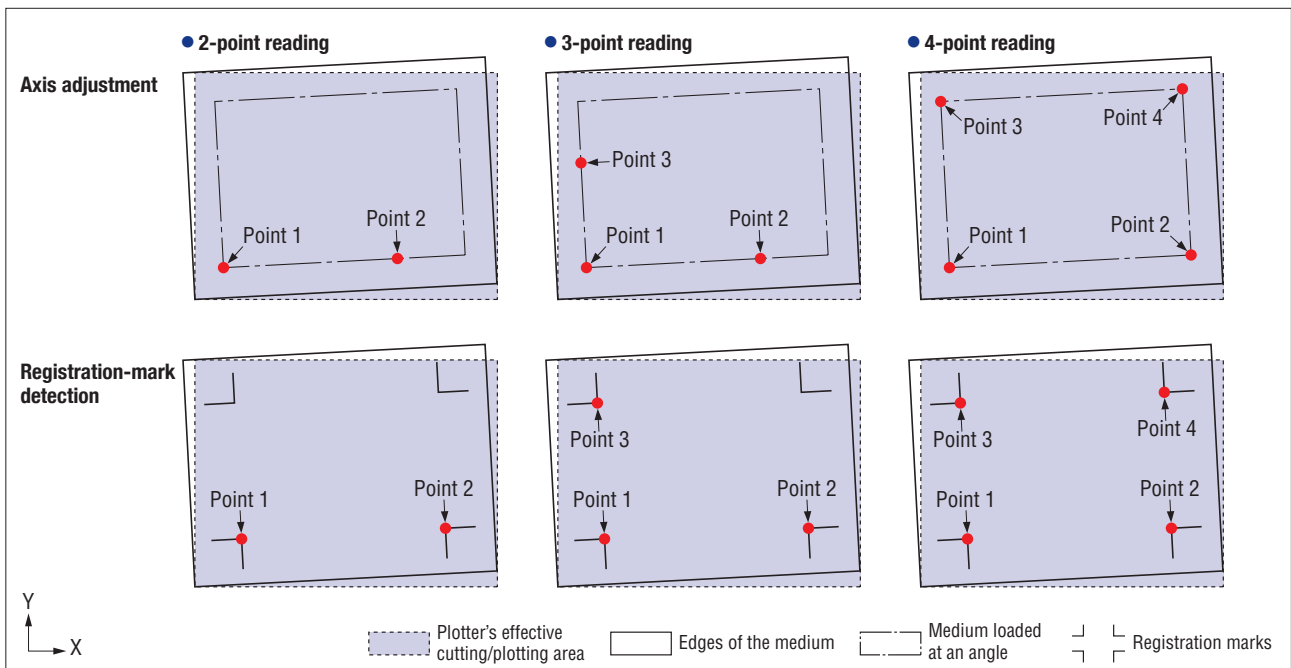 2-point reading
3-point reading
4-point reading
Axis adjustment
Point 1
Point 2
Point 3
Point 1
Point 2
Point 3
Point 4
Point 1
Point 2
Registration-mark
detection
Point 1
Point 2
Point 3
Point 1
Point 2
Point 3
Point 4
Point 1
Point 2
Y
X
Plotter's effective
cutting/plotting area
Edges of the medium
Medium loaded
at an angle
Registration marks